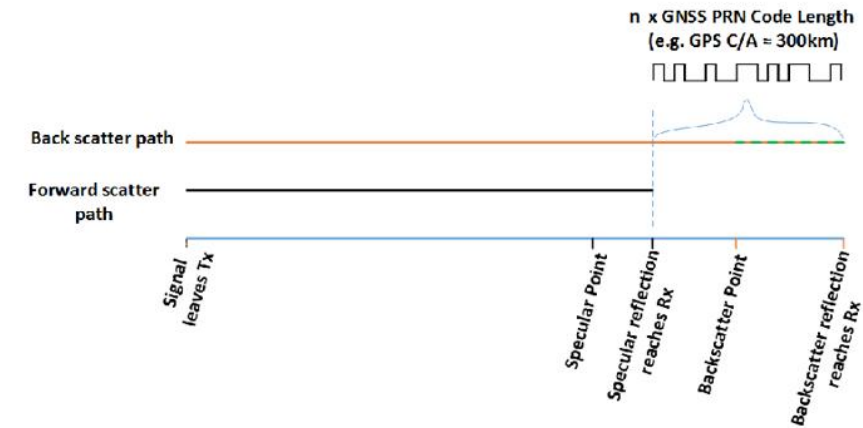 n x GNSS PRN Code Length
(e.g. GPS C/A = 300km)
Back scatter path
Forward scatter
path
Signal
leaves Tx
Specular Point
Specular reflection
reaches Rx
Backscatter Point
Backscatter reflection
reaches Rx